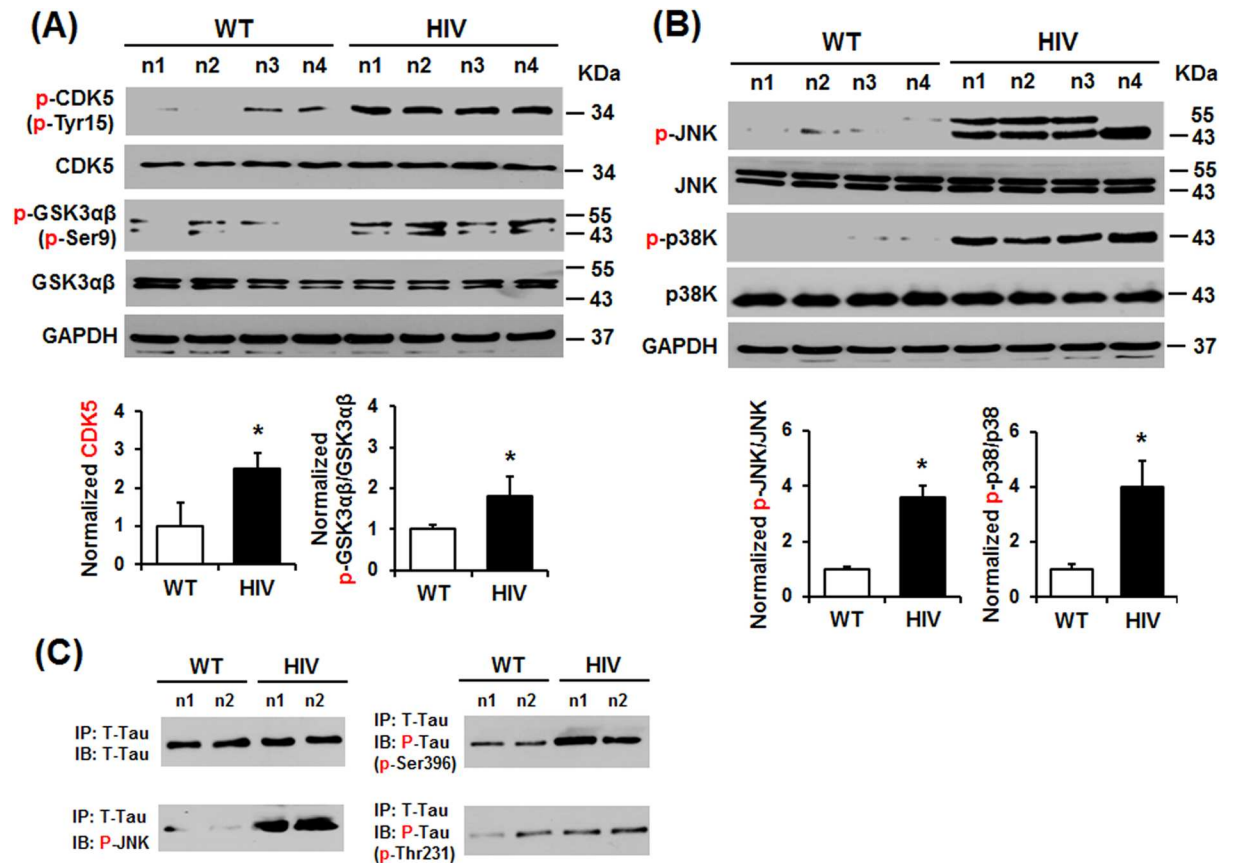 (A)
WT HIV
n1 n2 n3 n4 n1 n2 n3 n4
KDa
p-CDK5
(p-Tyr15)
34
CDK5
34
p-GSK3αβ
(p-Ser9)
55
43
GSK3αβ
55
43
GAPDH
37
Normalized CDK5
4
3
2
1
0
WT HIV
*
Normalized
p-GSK3αβ/GSK3αβ
4
3
2
1
0
WT HIV
*
(B)
WT HIV
n1 n2 n3 n4 n1 n2 n3 n4
KDa
p-JNK
55
43
JNK
55
43
p-p38K
43
p38K
43
GAPDH
37
Normalized p-JNK/JNK
6
4
2
0
WT HIV
*
Normalized p-p38/p38
6
4
2
0
WT HIV
*
(C)
WT HIV
n1 n2 n1 n2
IP: T-Tau
IB: T-Tau
IP: T-Tau
IB: P-JNK
WT HIV
n1 n2 n1 n2
IP: T-Tau
IB: P-Tau
(p-Ser396)
IP: T-Tau
IB: P-Tau
(p-Thr231)